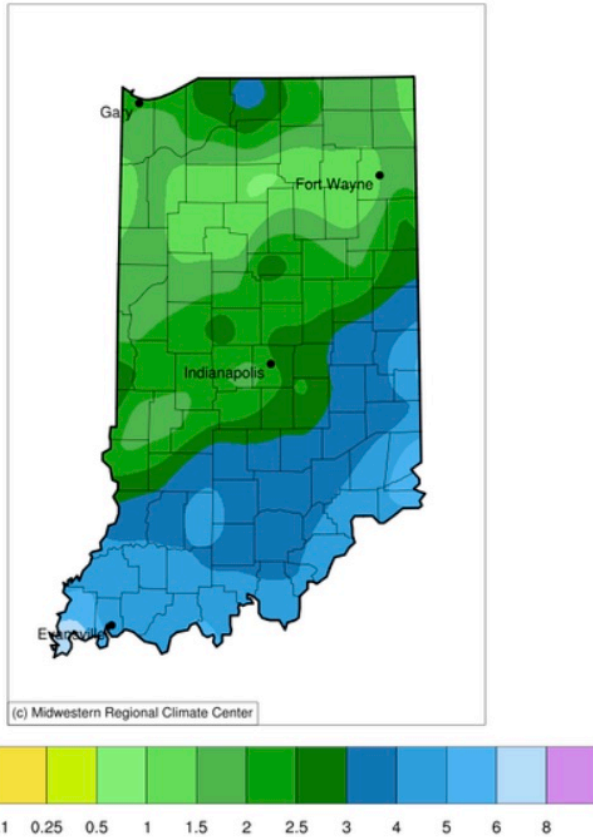 Gary
Fort Wayne
Indianapolis
Evansville
(c) Midwestern Regional Climate Center
1 0.25 0.5 1 1.5 2 2.5 3 4 5 6 8